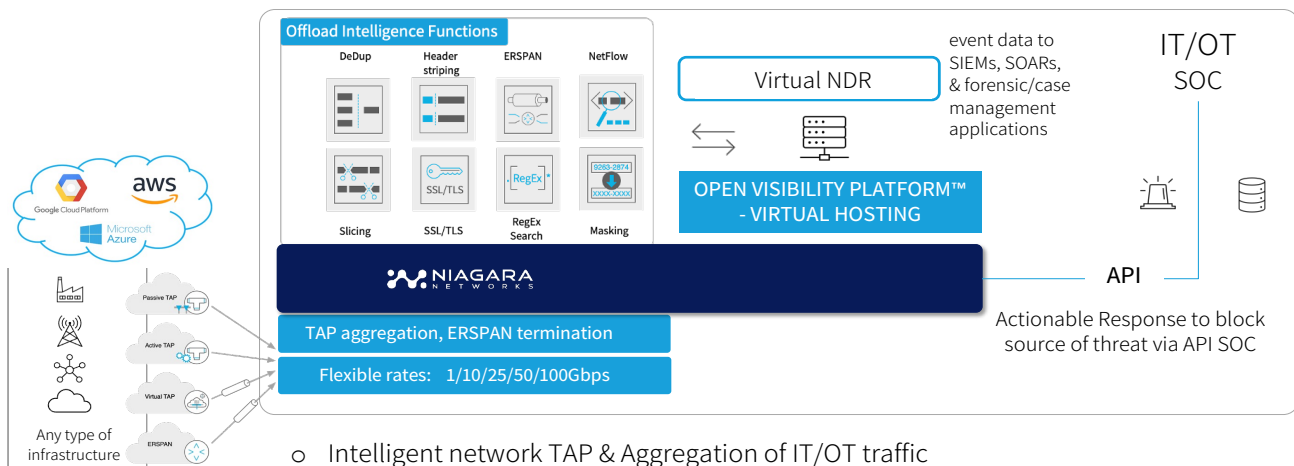 Offload Intelligence Functions
DeDup
Header
striping
ERSPAN
NetFlow
SSL/TLS
.[RegEx]*
9263-2874
XXXX-XXXX
Slicing
SSL/TLS
RegEx
Search
Masking
Virtual NDR
event data to
SIEMs, SOARs,
& forensic/case
management
applications
IT/OT
SOC
OPEN VISIBILITY PLATFORM™
- VIRTUAL HOSTING
Google Cloud Platform
aws
Microsoft
Azure
NIAGARA
NETWORKS
API
Passive TAP
Active TAP
Virtual TAP
ERSPAN
Any type of
infrastructure
TAP aggregation, ERSPAN termination
Flexible rates: 1/10/25/50/100Gbps
Actionable Response to block
source of threat via API SOC
o Intelligent network TAP & Aggregation of IT/OT traffic